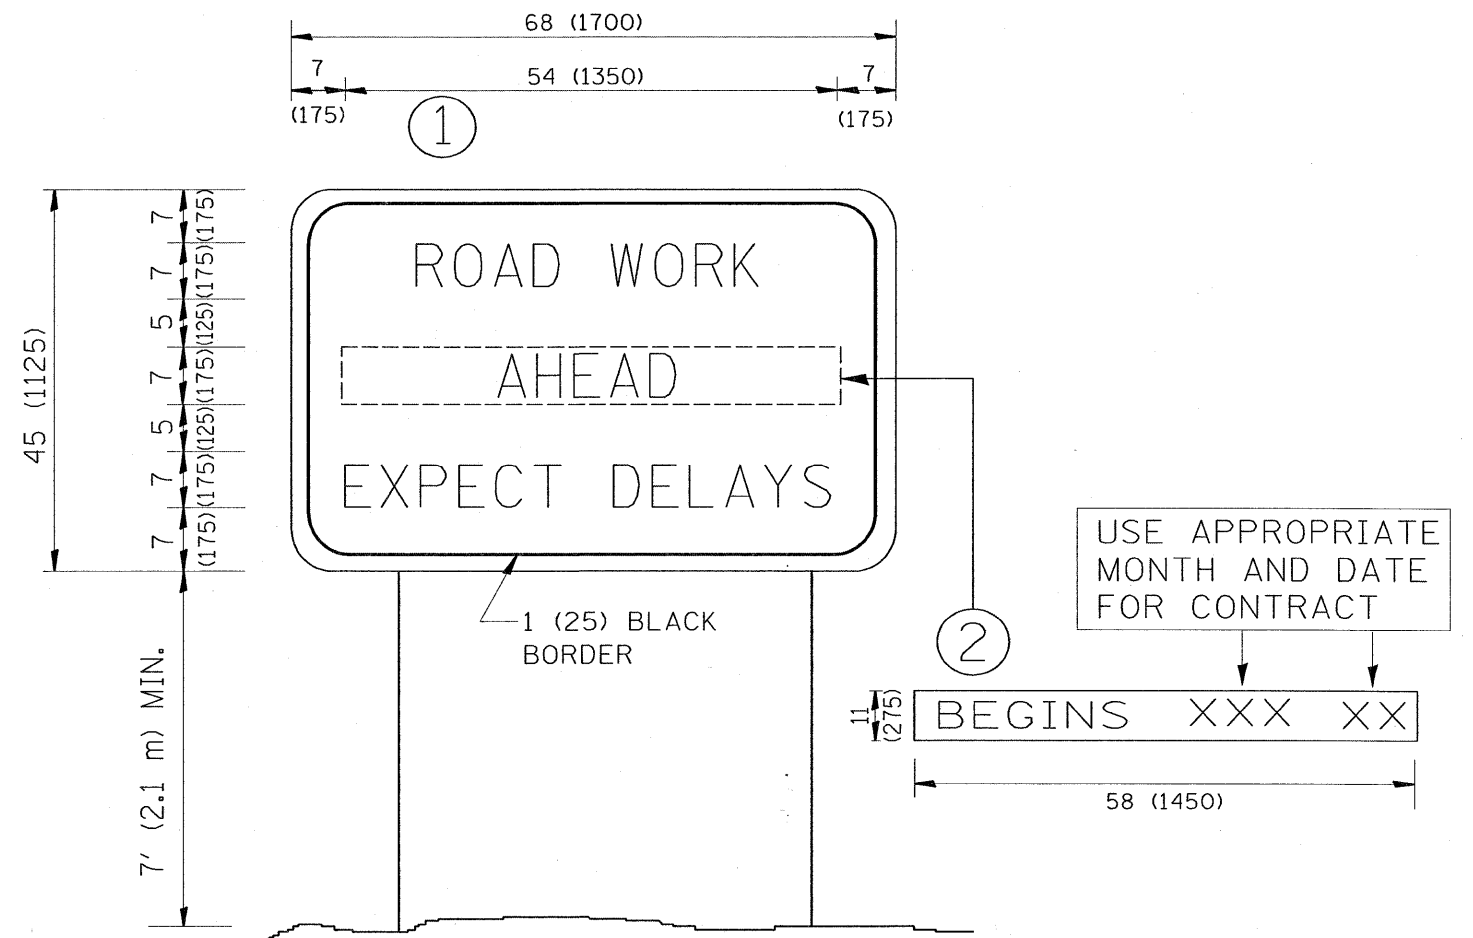 68 (1700)
7
54 (1350)
7
(175)
(175)
1
7
(175)
7
(175)
5
(125)
7
(175)
5
(125)
7
(175)
7
(175)
45 (1125)
ROAD WORK
AHEAD
EXPECT DELAYS
1 (25) BLACK
BORDER
7' (2.1 m) MIN.
2
USE APPROPRIATE
MONTH AND DATE
FOR CONTRACT
11
(275)
BEGINS XXX XX
58 (1450)